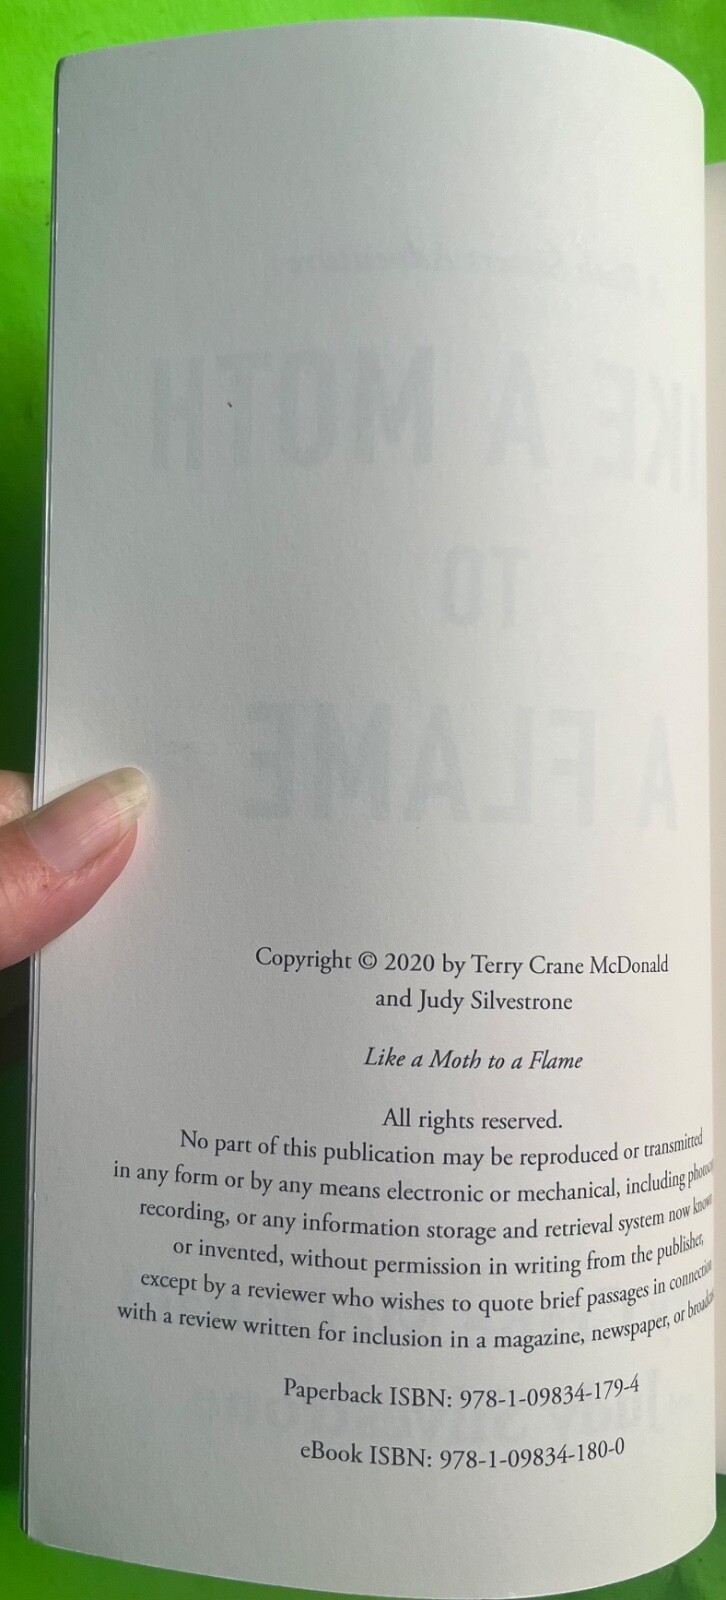 Copyright © 2020 by Terry Crane McDonald
and Judy Silvestrone
Like a Moth to a Flame
All rights reserved.
No part of this publication may be reproduced or transmitted
in any form or by any means electronic or mechanical, including
recording, or any information storage and retrieval system now known
or invented, without permission in writing from the publisher,
except by a reviewer who wishes to quote brief passages in connection
with a review written for inclusion in a magazine, newspaper, or
Paperback ISBN: 978-1-09834-179-4
eBook ISBN: 978-1-09834-180-0